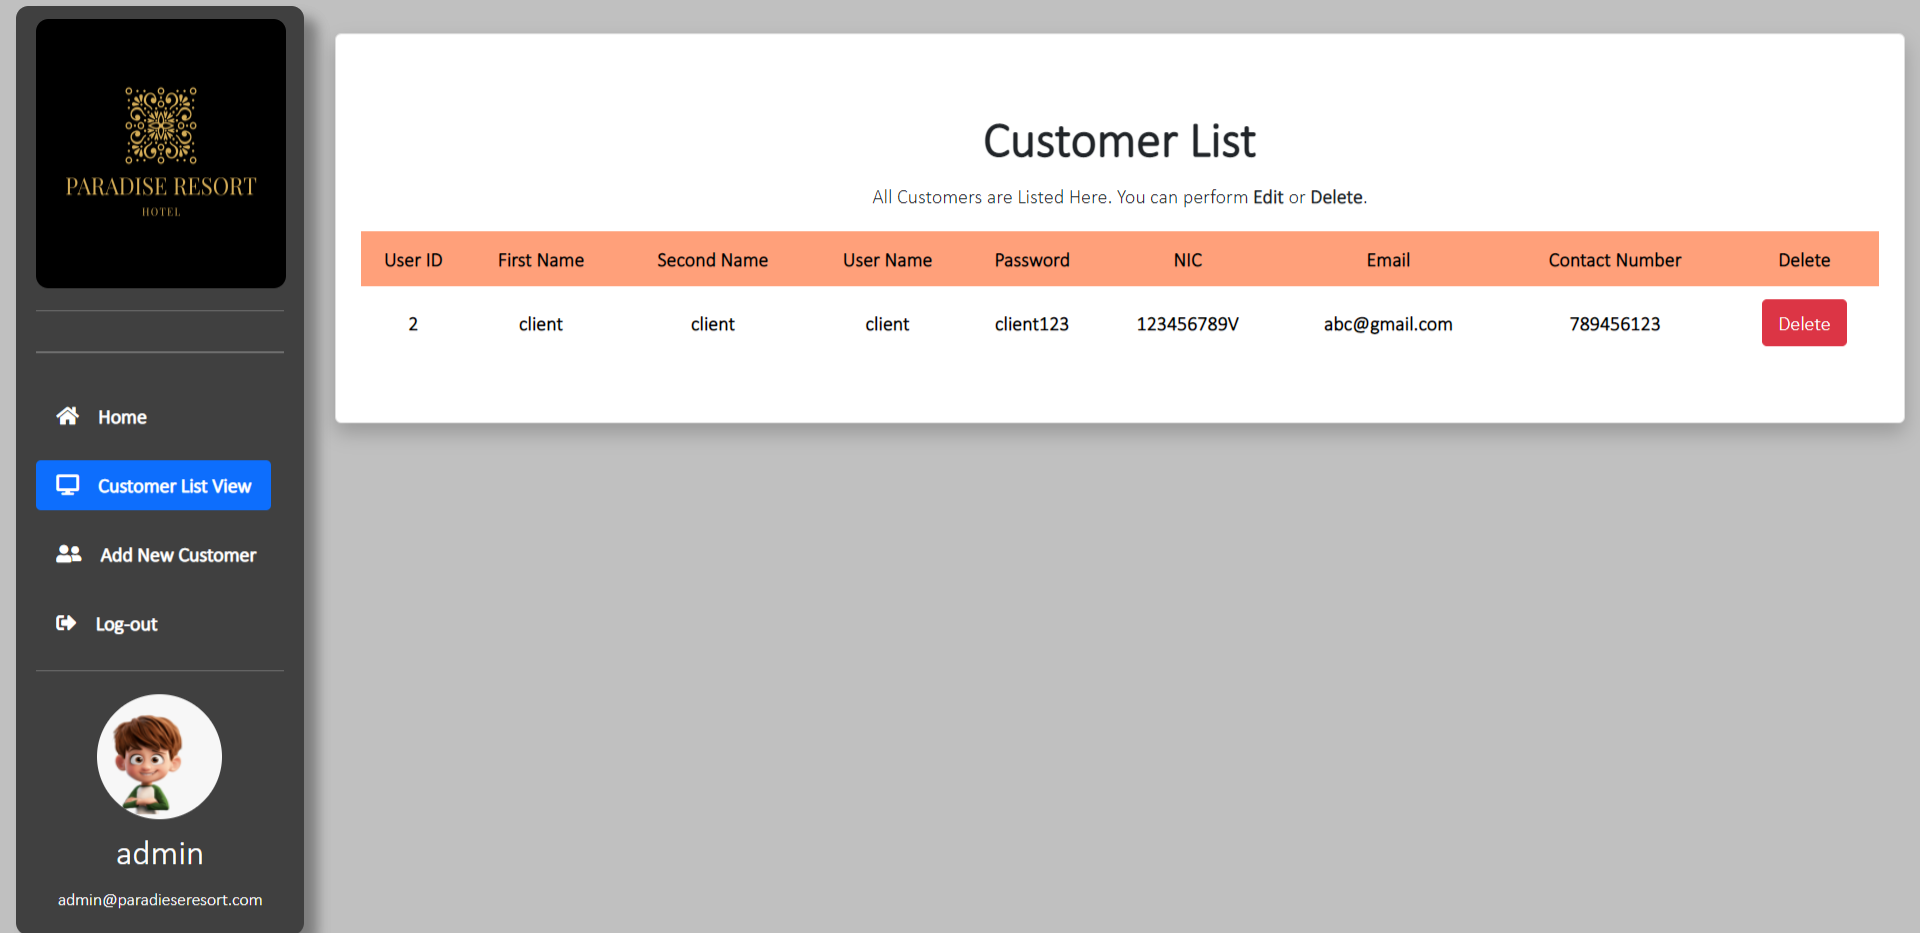 PARADISE RESORT
HOTEL
Home
Customer List View
Add New Customer
Log-out
admin
admin@paradieseresort.com
Customer List
All Customers are Listed Here. You can perform Edit or Delete.
User ID First Name Second Name User Name Password NIC Email Contact Number Delete
2 client client client client123 123456789V abc@gmail.com 789456123 Delete